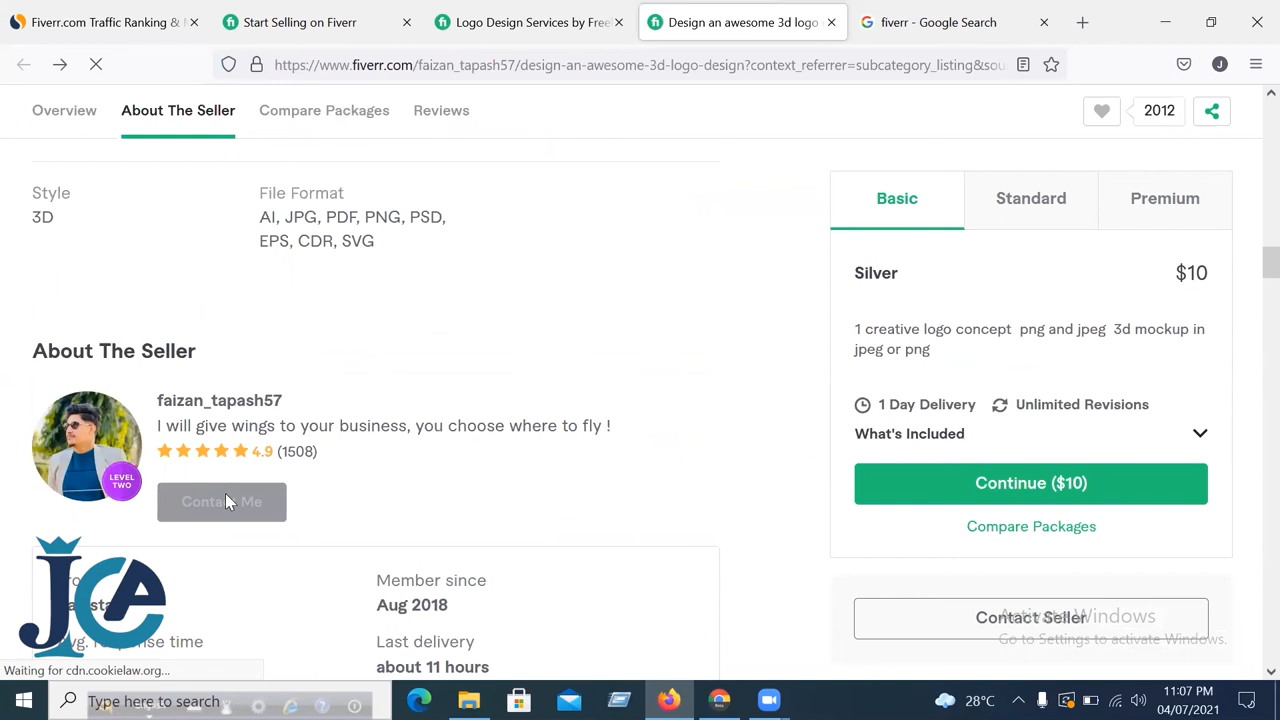 Fiverr.com Traffic Ranking & M
Start Selling on Fiverr
Logo Design Services by Freel
Design an awesome 3d logo
fiverr - Google Search
https://www.fiverr.com/faizan_tapash57/design-an-awesome-3d-logo-design?context_referrer=subcategory_listing&sou
J
Overview
About The Seller
Compare Packages
Reviews
2012
Style
3D
File Format
AI, JPG, PDF, PNG, PSD,
EPS, CDR, SVG
Basic
Standard
Premium
Silver
$10
1 creative logo concept png and jpeg 3d mockup in
jpeg or png
1 Day Delivery
Unlimited Revisions
What's Included
Continue ($10)
Compare Packages
Contact Seller
About The Seller
faizan_tapash57
I will give wings to your business, you choose where to fly !
4.9 (1508)
LEVEL
TWO
Contact Me
Member since
Aug 2018
response time
Last delivery
about 11 hours
JCA
Activate Windows
Go to Settings to activate Windows.
Waiting for cdn.cookielaw.org...
Type here to search
28°C
11:07 PM
04/07/2021